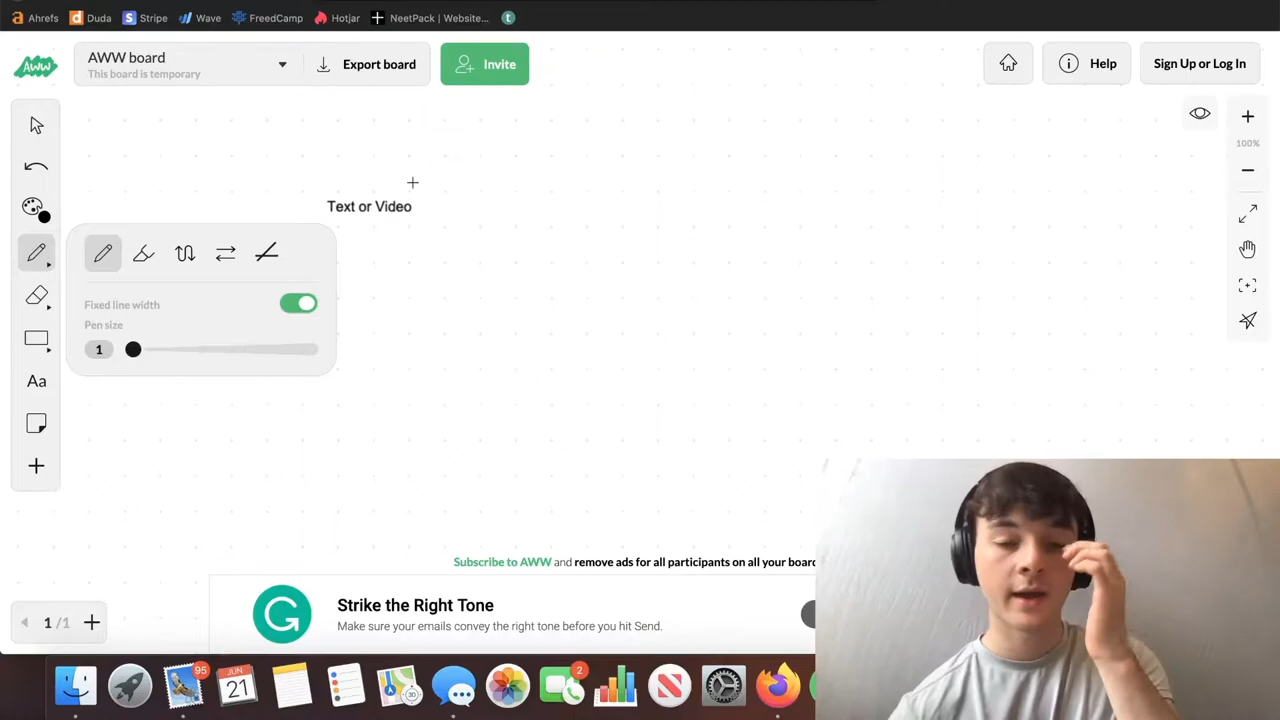 Ahrefs Duda Stripe Wave FreedCamp Hotjar NeetPack | Website...
AWW
AWW board
This board is temporary
Export board
Invite
Help
Sign Up or Log In
100%
Text or Video
Fixed line width
Pen size
1
Aa
Subscribe to AWW and remove ads for all participants on all your board
Strike the Right Tone
Make sure your emails convey the right tone before you hit Send.
1 / 1
95
JUN
21
30
2